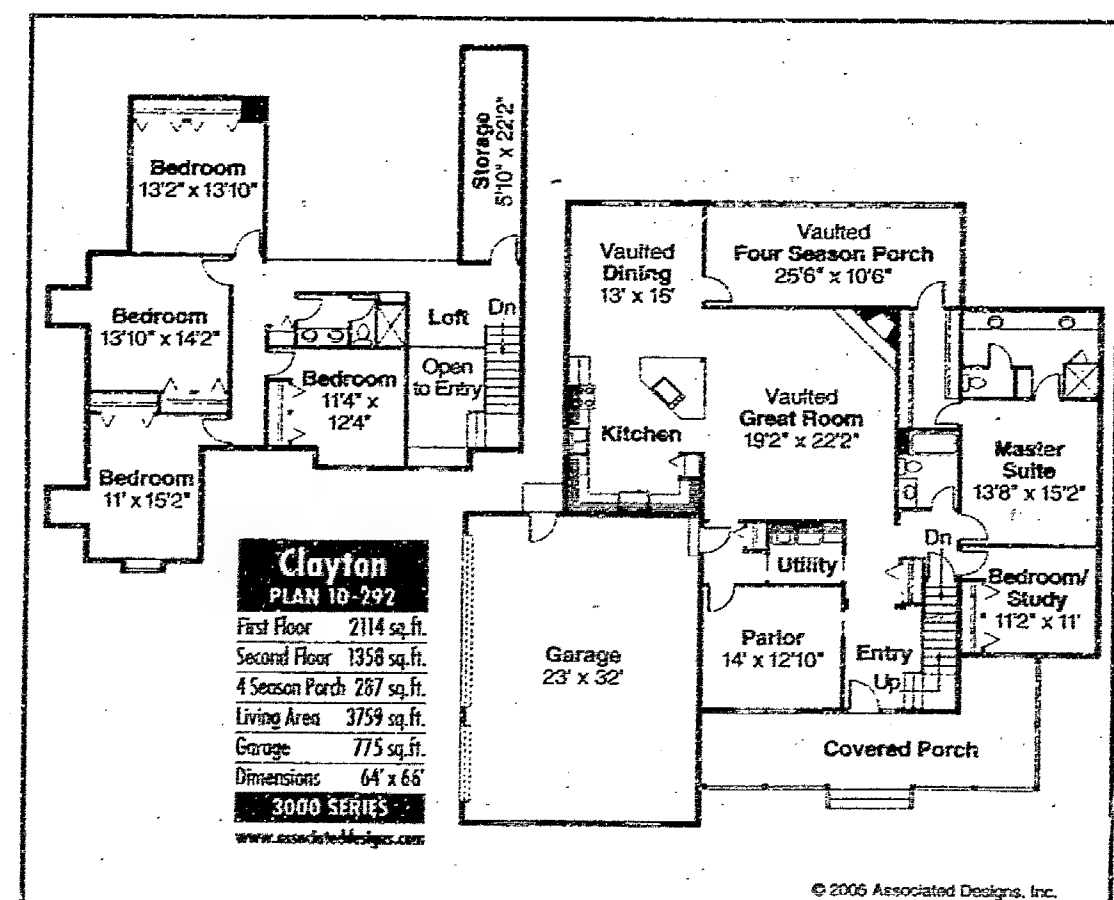 Bedroom
13'2" x 13'10"
Storage
5'10" x 22'2"
Bedroom
13'10" x 14'2"
Loft
Dn
Bedroom
11'4" x
12'4"
Open
to Entry
Bedroom
11' x 15'2"
Vaulted
Dining
13' x 15'
Vaulted
Four Season Porch
25'6" x 10'6"
Kitchen
Vaulted
Great Room
19'2" x 22'2"
Master
Suite
13'8" x 15'2"
Dn
Utility
Bedroom/
Study
11'2" x 11'
Garage
23' x 32'
Parlor
14' x 12'10"
Entry
Up
Covered Porch
Clayton
PLAN 10-292
First Floor 2114 sq.ft.
Second Floor 1358 sq.ft.
4 Season Porch 287 sq.ft.
Living Area 3759 sq.ft.
Garage 775 sq.ft.
Dimensions 64' x 66'
3000 SERIES
www.associateddesigns.com
© 2005 Associated Designs, Inc.